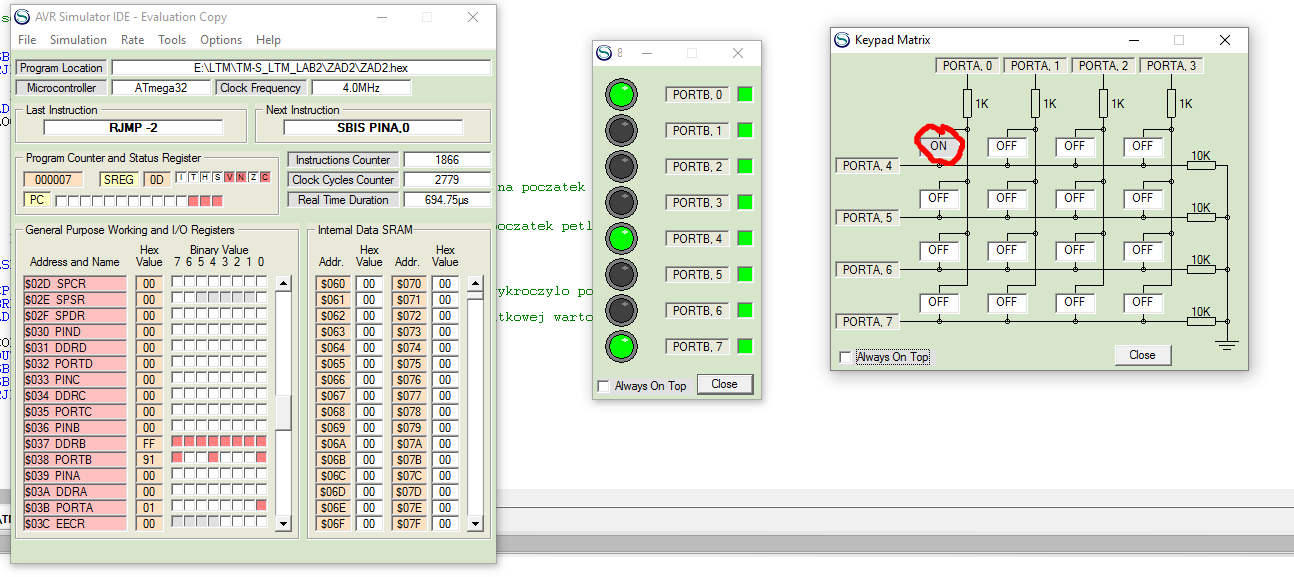 AVR Simulator IDE - Evaluation Copy
File Simulation Rate Tools Options Help
Program Location E:\LTM\TM-S_LTM_LAB2\ZAD2\ZAD2.hex
Microcontroller ATmega32 Clock Frequency 4.0MHz
Last Instruction
RJMP -2
Next Instruction
SBIS PINA,0
Program Counter and Status Register
000007 SREG 0D I T H S V N Z C
PC
Instructions Counter 1866
Clock Cycles Counter 2779
Real Time Duration 694.75µs
General Purpose Working and I/O Registers
Hex Binary Value
Address and Name Value 7 6 5 4 3 2 1 0
$02D SPCR 00
$02E SPSR 00
$02F SPDR 00
$030 PIND 00
$031 DDRD 00
$032 PORTD 00
$033 PINC 00
$034 DDRC 00
$035 PORTC 00
$036 PINB 00
$037 DDRB FF
$038 PORTB 91
$039 PINA 00
$03A DDRA 00
$03B PORTA 01
$03C EECR 00
Internal Data SRAM
Hex Hex
Addr. Value Addr. Value
$060 00 $070 00
$061 00 $071 00
$062 00 $072 00
$063 00 $073 00
$064 00 $074 00
$065 00 $075 00
$066 00 $076 00
$067 00 $077 00
$068 00 $078 00
$069 00 $079 00
$06A 00 $07A 00
$06B 00 $07B 00
$06C 00 $07C 00
$06D 00 $07D 00
$06E 00 $07E 00
$06F 00 $07F 00
na poczatek
8
PORTB, 0
PORTB, 1
PORTB, 2
PORTB, 3
PORTB, 4
PORTB, 5
PORTB, 6
PORTB, 7
Always On Top Close
Keypad Matrix
PORTA, 0 PORTA, 1 PORTA, 2 PORTA, 3
1K 1K 1K 1K
ON OFF OFF OFF
PORTA, 4 10K
OFF OFF OFF OFF
PORTA, 5 10K
OFF OFF OFF OFF
PORTA, 6 10K
OFF OFF OFF OFF
PORTA, 7 10K
Always On Top Close